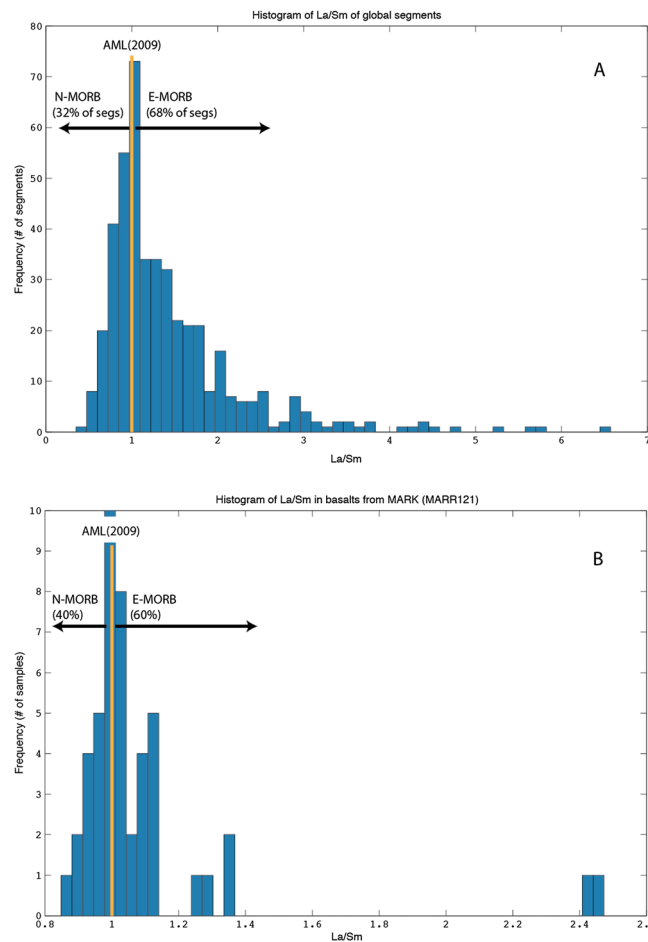 Histogram of La/Sm of global segments
AML(2009)
A
N-MORB
(32% of segs)
E-MORB
(68% of segs)
Frequency (# of segments)
80
70
60
50
40
30
20
10
0
0 1 2 3 4 5 6 7
La/Sm
Histogram of La/Sm in basalts from MARK (MARR121)
AML(2009)
B
N-MORB
(40%)
E-MORB
(60%)
Frequency (# of samples)
10
9
8
7
6
5
4
3
2
1
0
0.8 1 1.2 1.4 1.6 1.8 2 2.2 2.4
La/Sm